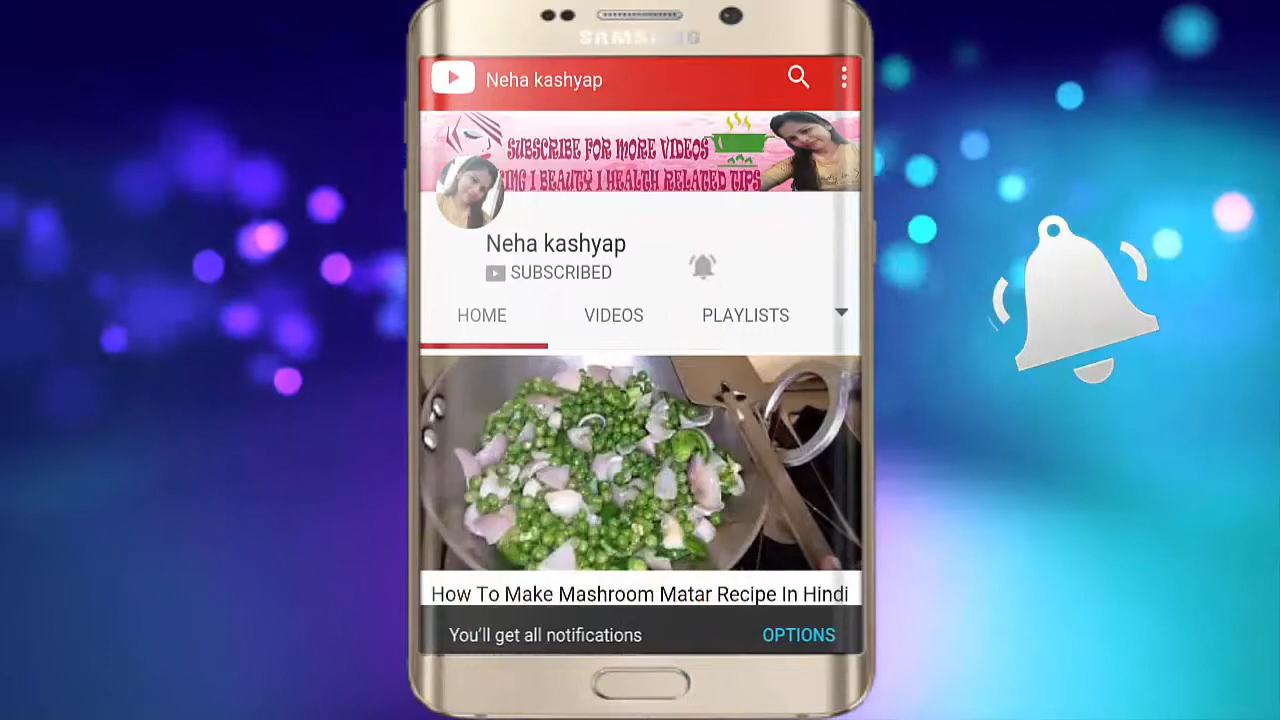 SAMSUNG
Neha kashyap
SUBSCRIBE FOR MORE VIDEOS
I BEAUTY I HEALTH RELATED TIPS
Neha kashyap
SUBSCRIBED
HOME VIDEOS PLAYLISTS
How To Make Mashroom Matar Recipe In Hindi
You'll get all notifications OPTIONS